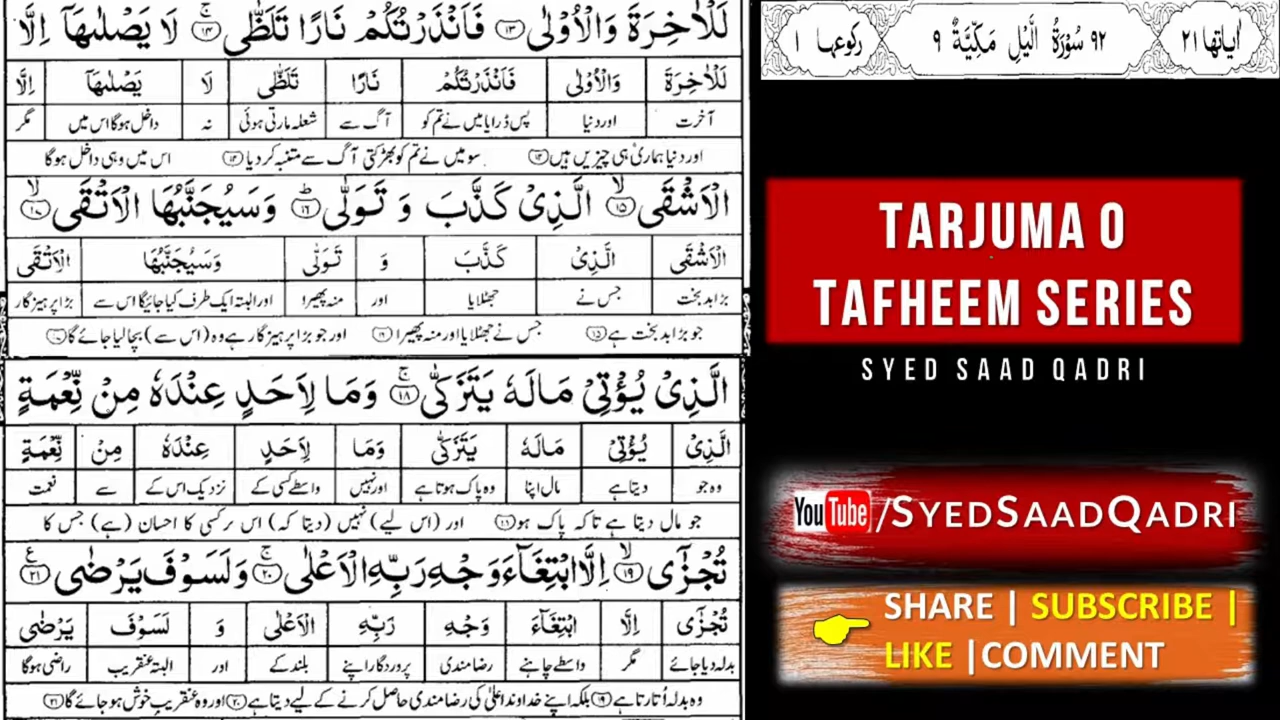 لَلْاٰخِرَةَ وَالْاُوْلٰى ۝۱۳ فَاَنْذَرْتُكُمْ نَارًا تَلَظّٰى ۝۱۴ لَا يَصْلٰىهَاۤ اِلَّا
لَلْاٰخِرَةَ وَالْاُوْلٰى فَاَنْذَرْتُكُمْ نَارًا تَلَظّٰى لَا يَصْلٰىهَاۤ اِلَّا
آخرت اور دنیا پس ڈرایا میں نے تم کو آگ سے شعلہ مارتی ہوئی نہ داخل ہوگا اس میں مگر
اور دنیا ہماری ہی چیزیں ہیں ۝۱۳ سو میں نے تم کو بھڑکتی آگ سے متنبہ کر دیا ۝۱۴ اس میں وہی داخل ہوگا
الْاَشْقَى ۝۱۵ الَّذِىْ كَذَّبَ وَ تَوَلّٰى ۝۱۶ وَسَيُجَنَّبُهَا الْاَتْقَى ۝۱۷
الْاَشْقَى الَّذِىْ كَذَّبَ وَ تَوَلّٰى وَسَيُجَنَّبُهَا الْاَتْقَى
بڑا بدبخت جس نے جھٹلایا اور منہ پھیرا اور البتہ ایک طرف کیا جائیگا اس سے بڑا پرہیزگار
جو بڑا بدبخت ہے ۝۱۵ جس نے جھٹلایا اور منہ پھیرا ۝۱۶ اور جو بڑا پرہیزگار ہے وہ (اس سے) بچا لیا جائے گا ۝۱۷
الَّذِىْ يُؤْتِىْ مَالَهٗ يَتَزَكّٰى ۝۱۸ وَمَا لِاَحَدٍ عِنْدَهٗ مِنْ نِّعْمَةٍ
الَّذِىْ يُؤْتِىْ مَالَهٗ يَتَزَكّٰى وَمَا لِاَحَدٍ عِنْدَهٗ مِنْ نِّعْمَةٍ
وہ جو دیتا ہے مال اپنا وہ پاک ہوتا ہے اور نہیں واسطے کسی کے نزدیک اس کے سے نعمت
جو مال دیتا ہے تاکہ پاک ہو ۝۱۸ اور (اس لیے) نہیں (دیتا کہ) اس پر کسی کا احسان (ہے) جس کا
تُجْزٰۤى ۝۱۹ اِلَّا ابْتِغَآءَ وَجْهِ رَبِّهِ الْاَعْلٰى ۝۲۰ وَلَسَوْفَ يَرْضٰى ۝۲۱
تُجْزٰۤى اِلَّا ابْتِغَآءَ وَجْهِ رَبِّهِ الْاَعْلٰى وَ لَسَوْفَ يَرْضٰى
بدلہ دیا جائے مگر واسطے چاہنے رضامندی پروردگار اپنے بلند کے اور البتہ عنقریب راضی ہوگا
وہ بدلہ اُتارتا ہے ۝۱۹ بلکہ اپنے خداوند اعلیٰ کی رضامندی حاصل کرنے کے لیے دیتا ہے ۝۲۰ اور وہ عنقریب خوش ہو جائے گا ۝۲۱
اٰیاتھا ۲۱ ۹۲ سُوْرَةُ الَّيْلِ مَكِّيَّةٌ ۹ رکوعھا ۱
TARJUMA O
TAFHEEM SERIES
SYED SAAD QADRI
YouTube /SYEDSAADQADRI
SHARE | SUBSCRIBE |
LIKE |COMMENT